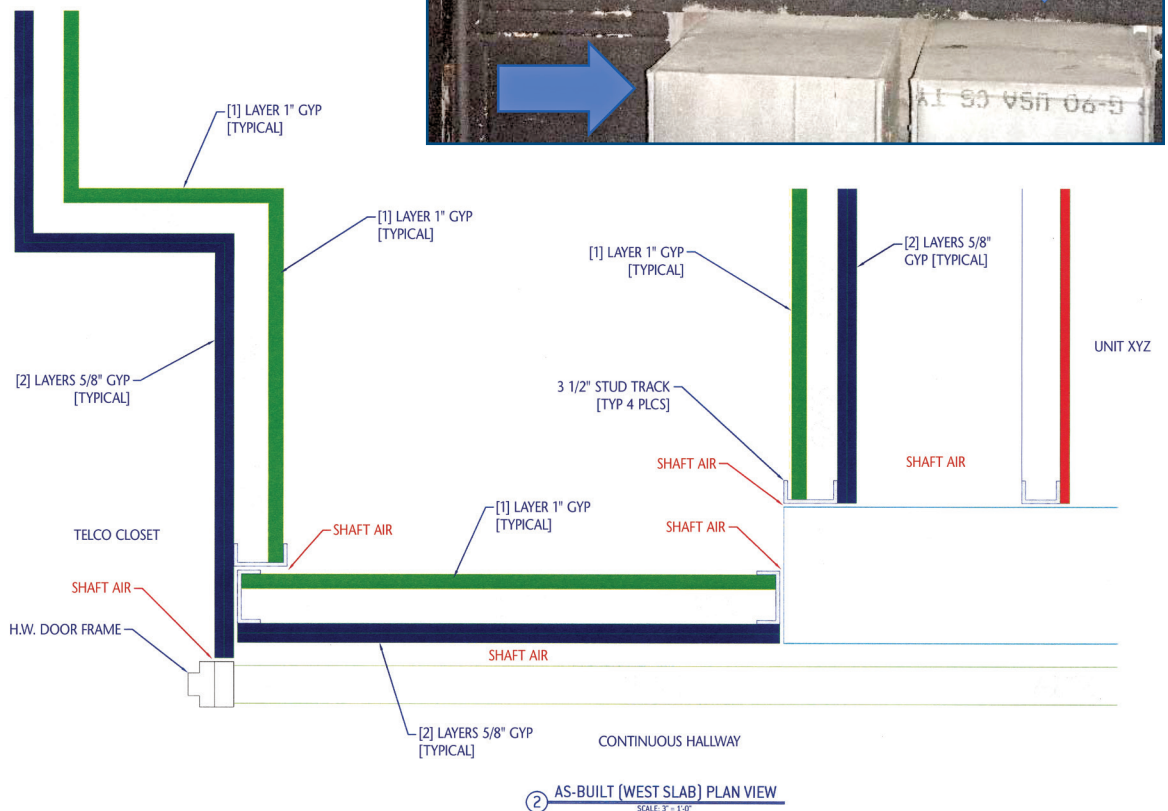 G-90 USA CS TY
[1] LAYER 1" GYP
[TYPICAL]
[1] LAYER 1" GYP
[TYPICAL]
[1] LAYER 1" GYP
[TYPICAL]
[2] LAYERS 5/8"
GYP [TYPICAL]
UNIT XYZ
[2] LAYERS 5/8" GYP
[TYPICAL]
3 1/2" STUD TRACK
[TYP 4 PLCS]
SHAFT AIR
SHAFT AIR
[1] LAYER 1" GYP
[TYPICAL]
TELCO CLOSET
SHAFT AIR
SHAFT AIR
SHAFT AIR
H.W. DOOR FRAME
SHAFT AIR
[2] LAYERS 5/8" GYP
[TYPICAL]
CONTINUOUS HALLWAY
2 AS-BUILT (WEST SLAB) PLAN VIEW
SCALE: 3" = 1'-0"